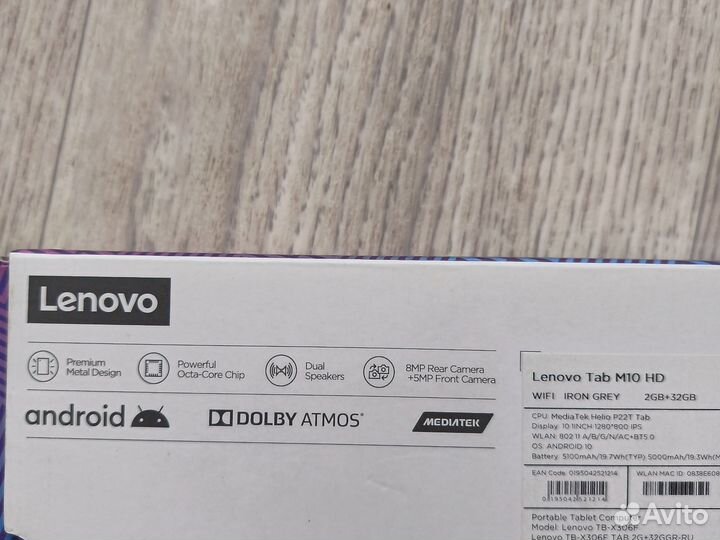 Lenovo
Premium
Metal Design
Powerful
Octa-Core Chip
Dual
Speakers
8MP Rear Camera
+5MP Front Camera
android
DOLBY ATMOS®
MEDIATEK
Lenovo Tab M10 HD
WIFI IRON GREY 2GB+32GB
CPU: MediaTek Helio P22T Tab
Display: 10.1INCH 1280*800 IPS
WLAN: 802.11 A/B/G/N/AC+BT5.0
OS: ANDROID 10
Battery: 5100mAh/19.7Wh(TYP) 5000mAh/19.3Wh(M
EAN Code: 0195042521214
WLAN MAC ID: 0838E608
0195042521214
Portable Tablet Computer
Model: Lenovo TB-X306F
Lenovo TB-X306F TAB 2G+32GGR-RU
Avito